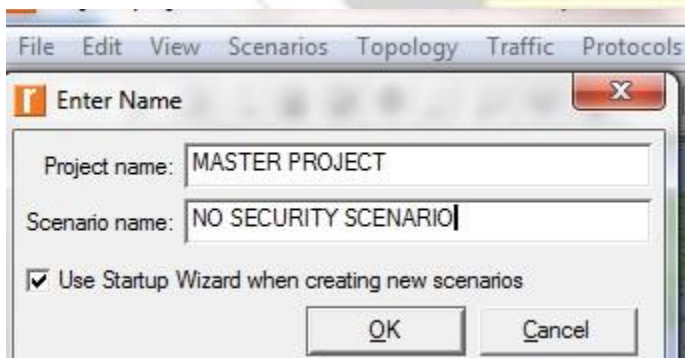 File Edit View Scenarios Topology Traffic Protocols
Enter Name
Project name: MASTER PROJECT
Scenario name: NO SECURITY SCENARIO
Use Startup Wizard when creating new scenarios
OK Cancel